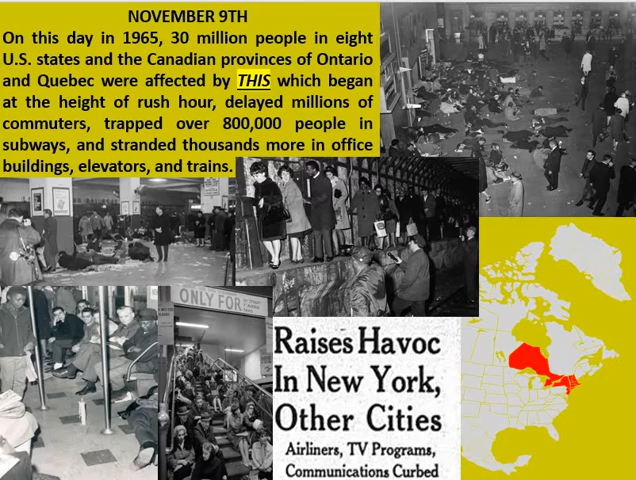 NOVEMBER 9TH
On this day in 1965, 30 million people in eight
U.S. states and the Canadian provinces of Ontario
and Quebec were affected by THIS which began
at the height of rush hour, delayed millions of
commuters, trapped over 800,000 people in
subways, and stranded thousands more in office
buildings, elevators, and trains.
ONLY FOR
Raises Havoc
In New York,
Other Cities
Airliners, TV Programs,
Communications Curbed